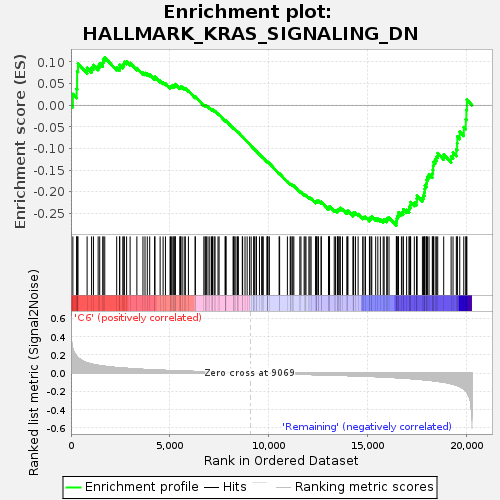 Enrichment plot:
HALLMARK_KRAS_SIGNALING_DN
Enrichment score (ES)
0.10
0.05
0.00
-0.05
-0.10
-0.15
-0.20
-0.25
'C6' (positively correlated)
Ranked list metric (Signal2Noise)
0.6
0.4
0.2
0.0
-0.2
-0.4
-0.6
Zero cross at 9069
'Remaining' (negatively correlated)
0
5,000
10,000
15,000
20,000
Rank in Ordered Dataset
Enrichment profile
Hits
Ranking metric scores